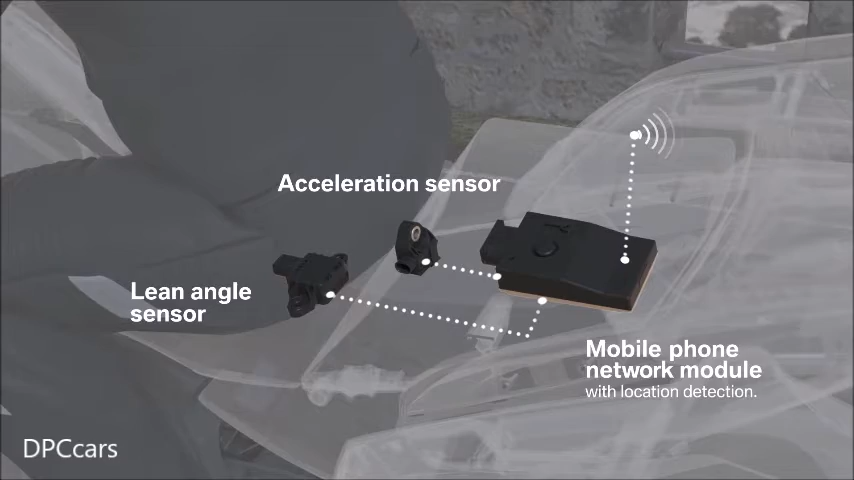 Acceleration sensor
Lean angle
sensor
Mobile phone
network module
with location detection.
DPCcars